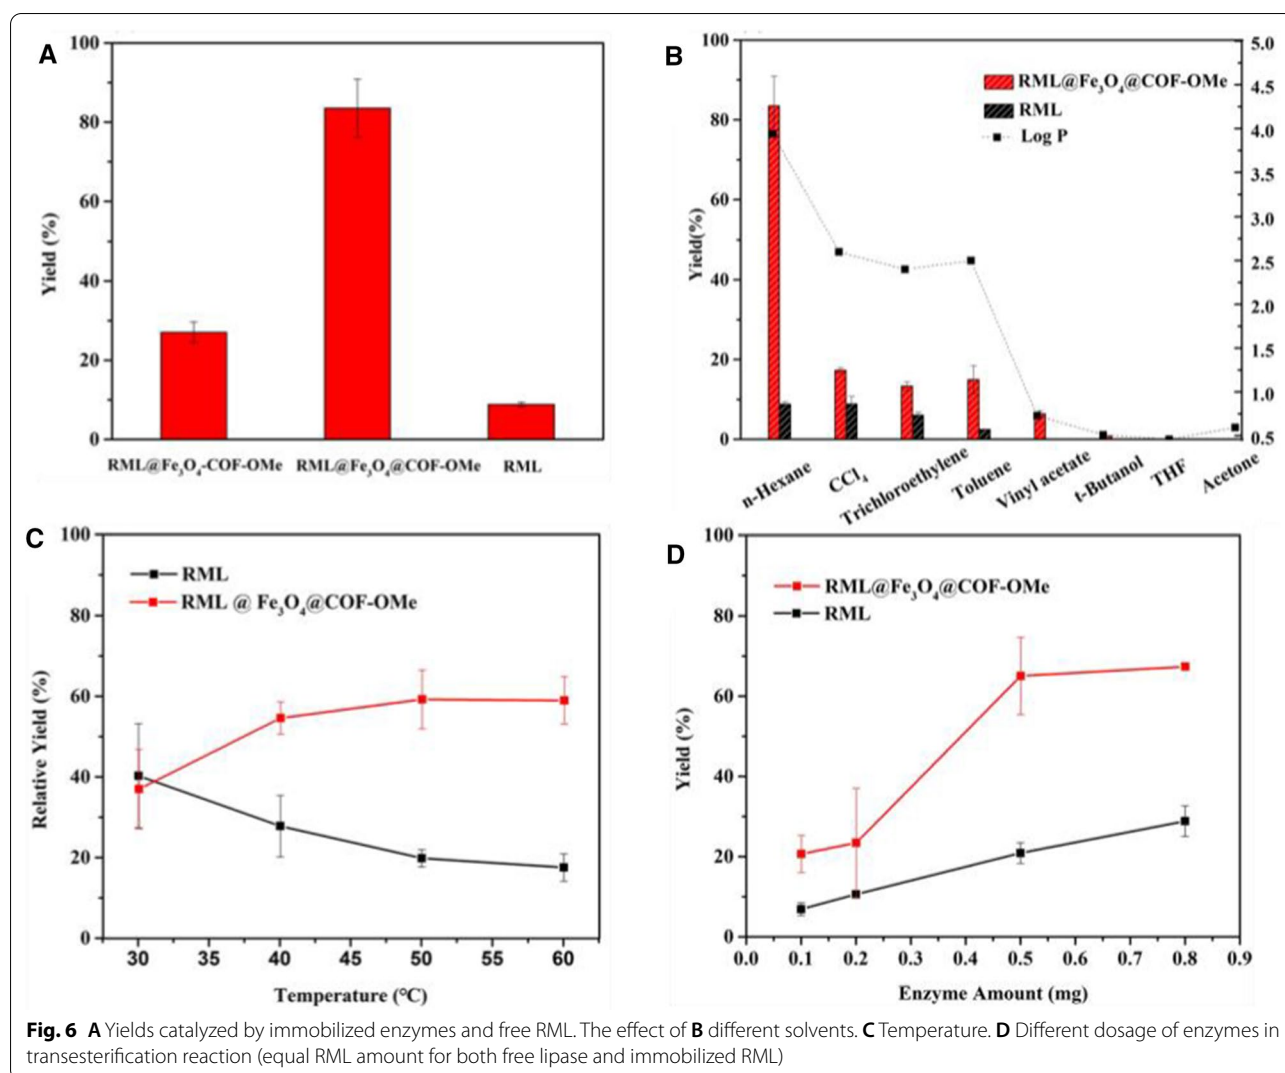 A
100
80
60
40
20
0
Yield (%)
RML@Fe3O4-COF-OMe
RML@Fe3O4@COF-OMe
RML
B
100
80
60
40
20
0
Yield(%)
RML@Fe3O4@COF-OMe
RML
Log P
5.0
4.5
4.0
3.5
3.0
2.5
2.0
1.5
1.0
0.5
n-Hexane
CCl4
Trichloroethylene
Toluene
Vinyl acetate
t-Butanol
THF
Acetone
C
100
80
60
40
20
0
Relative Yield (%)
RML
RML @ Fe3O4@COF-OMe
30 35 40 45 50 55 60
Temperature (℃)
D
100
80
60
40
20
0
Yield (%)
RML@Fe3O4@COF-OMe
RML
0.0 0.1 0.2 0.3 0.4 0.5 0.6 0.7 0.8 0.9
Enzyme Amount (mg)
Fig. 6 A Yields catalyzed by immobilized enzymes and free RML. The effect of B different solvents. C Temperature. D Different dosage of enzymes in
transesterification reaction (equal RML amount for both free lipase and immobilized RML)